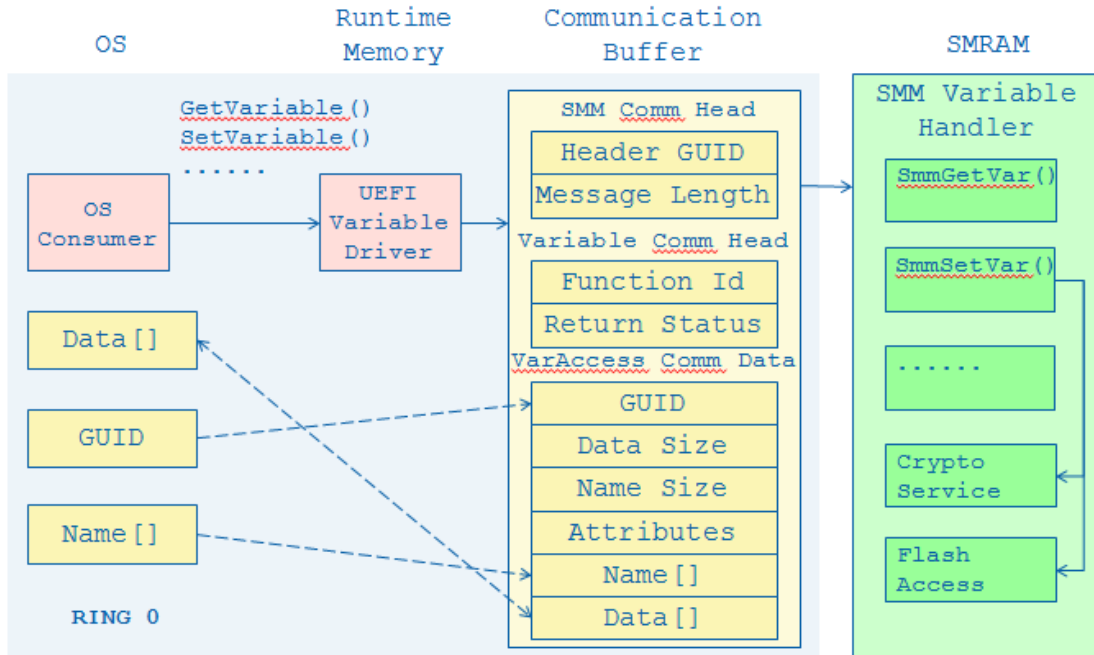 OS
Runtime
Memory
Communication
Buffer
SMRAM
GetVariable()
SetVariable()
......
OS
Consumer
UEFI
Variable
Driver
Data[]
GUID
Name[]
RING 0
SMM Comm Head
Header GUID
Message Length
Variable Comm Head
Function Id
Return Status
VarAccess Comm Data
GUID
Data Size
Name Size
Attributes
Name[]
Data[]
SMM Variable
Handler
SmmGetVar()
SmmSetVar()
......
Crypto
Service
Flash
Access